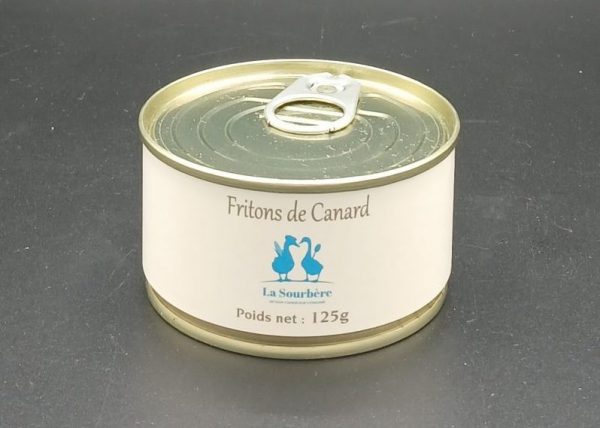 Fritons de Canard
La Sourbère
Poids net : 125g